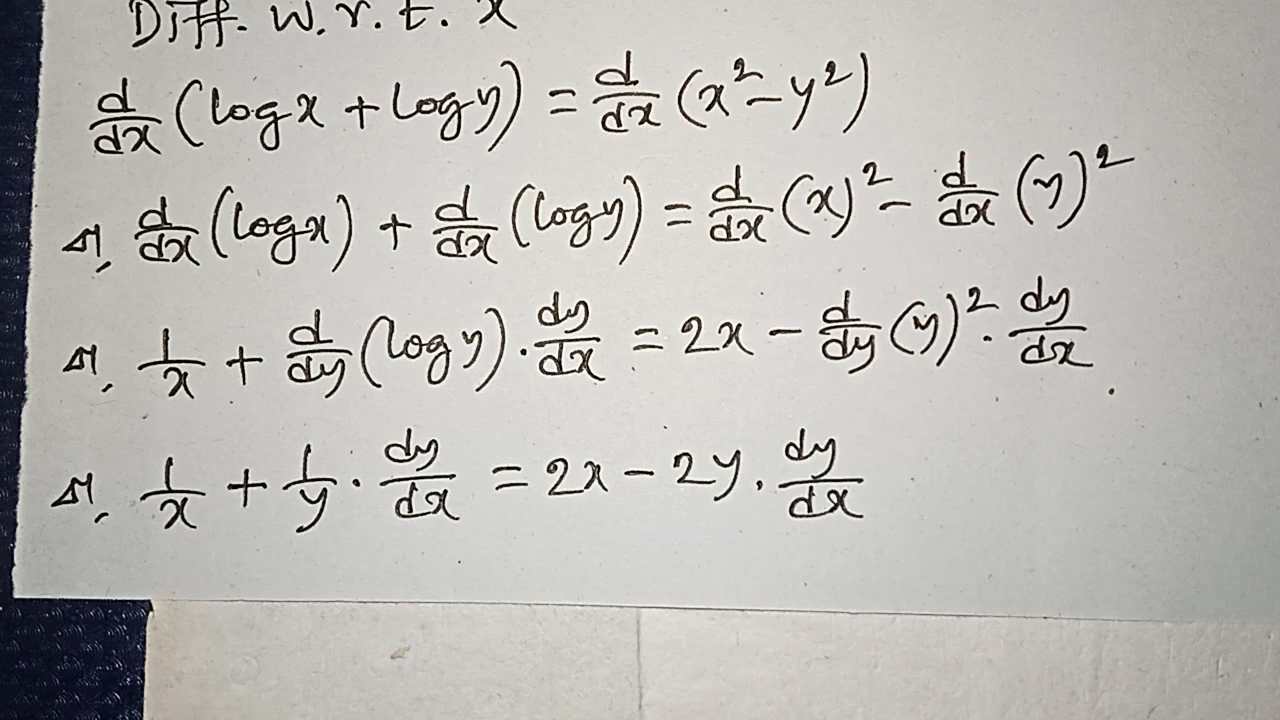 Diff. w.r.t. x
d/dx (log x + log y) = d/dx (x² - y²)
বা, d/dx (log x) + d/dx (log y) = d/dx (x)² - d/dx (y)²
বা, 1/x + d/dy (log y) · dy/dx = 2x - d/dy (y)² · dy/dx
বা, 1/x + 1/y · dy/dx = 2x - 2y · dy/dx